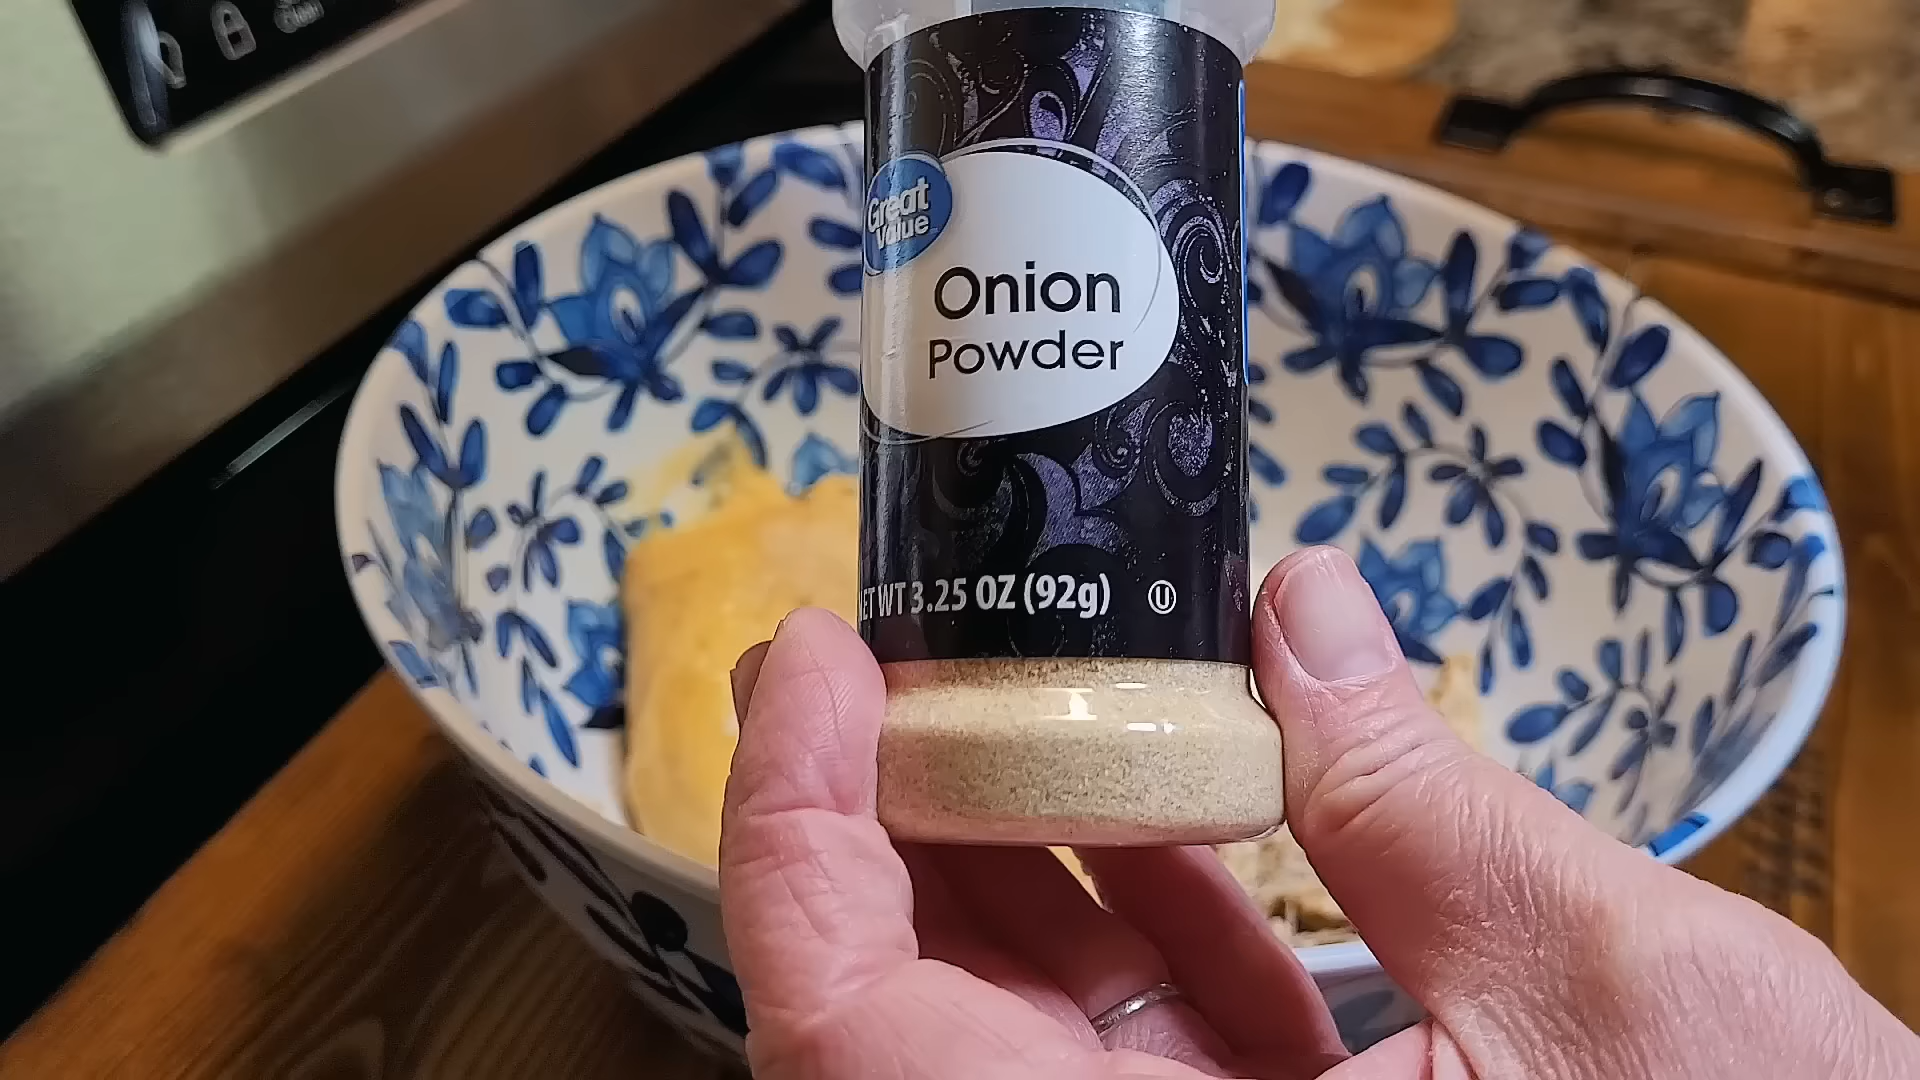 Great
Value
Onion
Powder
ET WT 3.25 OZ (92g)
U